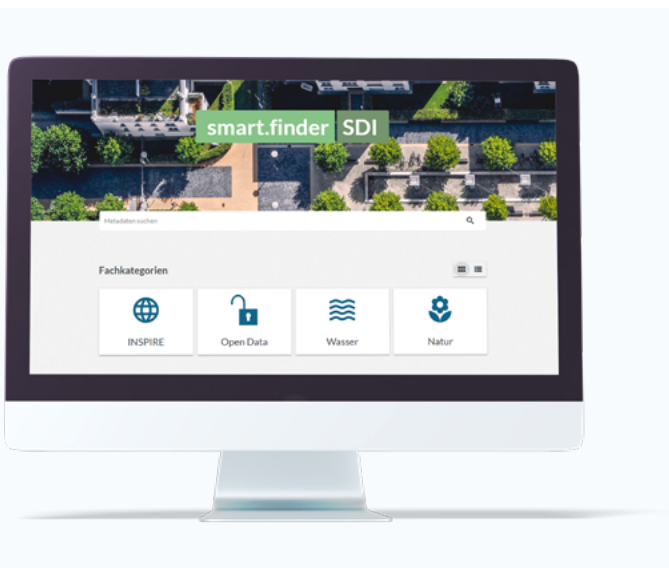 smart.finder SDI
Metadaten suchen
Fachkategorien
INSPIRE Open Data Wasser Natur